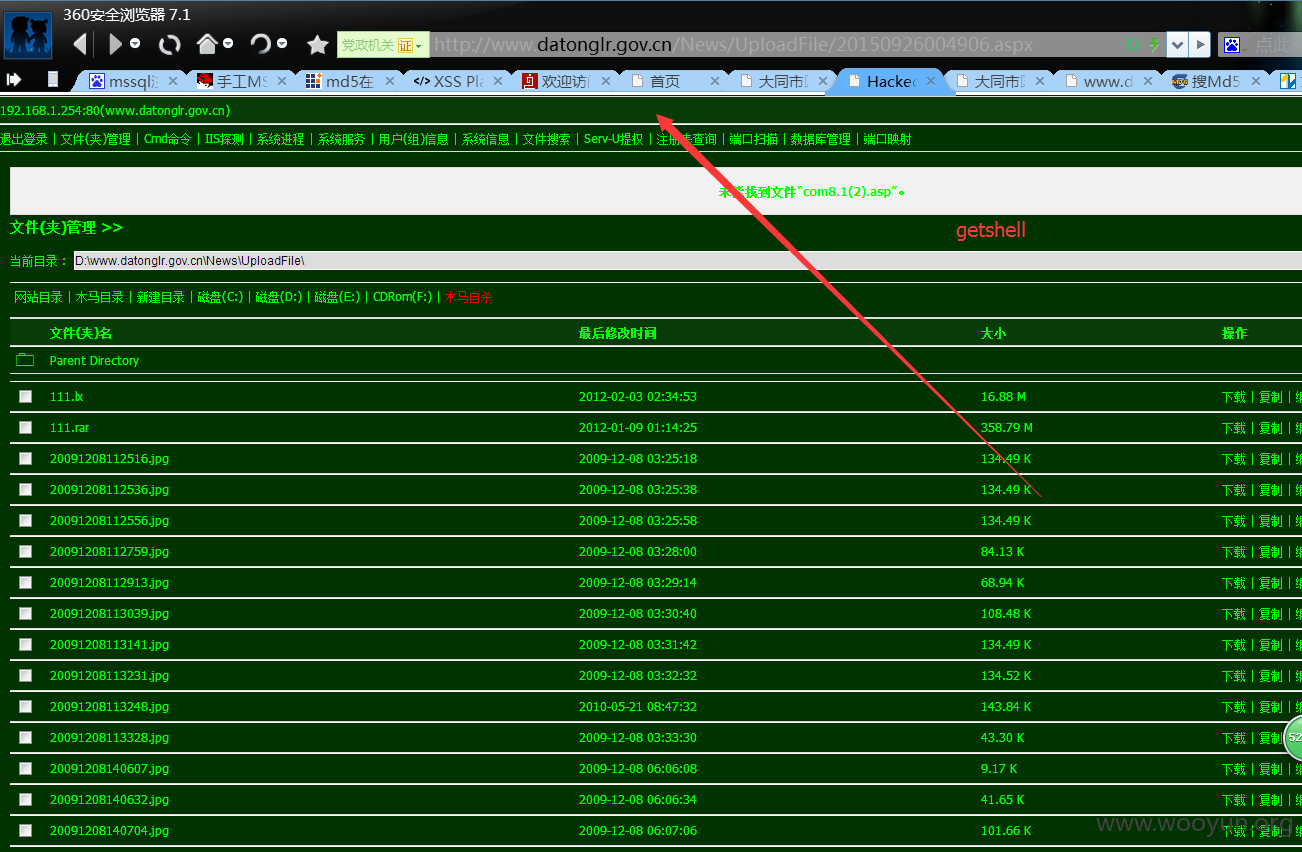 360安全浏览器 7.1
党政机关 证 http://www.datonglr.gov.cn/News/UploadFile/20150926004906.aspx
mssql 手工MS md5在 XSS Pla 欢迎访 首页 大同市 Hacke 大同市 www.d 搜Md5
192.168.1.254:80(www.datonglr.gov.cn)
退出登录 | 文件(夹)管理 | Cmd命令 | IIS探测 | 系统进程 | 系统服务 | 用户(组)信息 | 系统信息 | 文件搜索 | Serv-U提权 | 注册表查询 | 端口扫描 | 数据库管理 | 端口映射
未能找到文件“com8.1(2).asp”。
文件(夹)管理 >>
getshell
当前目录： D:\www.datonglr.gov.cn\News\UploadFile\
网站目录 | 木马目录 | 新建目录 | 磁盘(C:) | 磁盘(D:) | 磁盘(E:) | CDRom(F:) | 木马自杀
文件(夹)名 最后修改时间 大小 操作
Parent Directory
111.lx 2012-02-03 02:34:53 16.88 M 下载 | 复制 |
111.rar 2012-01-09 01:14:25 358.79 M 下载 | 复制 |
20091208112516.jpg 2009-12-08 03:25:18 134.49 K 下载 | 复制 |
20091208112536.jpg 2009-12-08 03:25:38 134.49 K 下载 | 复制 |
20091208112556.jpg 2009-12-08 03:25:58 134.49 K 下载 | 复制 |
20091208112759.jpg 2009-12-08 03:28:00 84.13 K 下载 | 复制 |
20091208112913.jpg 2009-12-08 03:29:14 68.94 K 下载 | 复制 |
20091208113039.jpg 2009-12-08 03:30:40 108.48 K 下载 | 复制 |
20091208113141.jpg 2009-12-08 03:31:42 134.49 K 下载 | 复制 |
20091208113231.jpg 2009-12-08 03:32:32 134.52 K 下载 | 复制 |
20091208113248.jpg 2010-05-21 08:47:32 143.84 K 下载 | 复制 |
20091208113328.jpg 2009-12-08 03:33:30 43.30 K 下载 | 复制 52
20091208140607.jpg 2009-12-08 06:06:08 9.17 K 下载 | 复制 |
20091208140632.jpg 2009-12-08 06:06:34 41.65 K 下载 | 复制 |
20091208140704.jpg 2009-12-08 06:07:06 101.66 K 下载 | 复制 |
www.wooyun.org